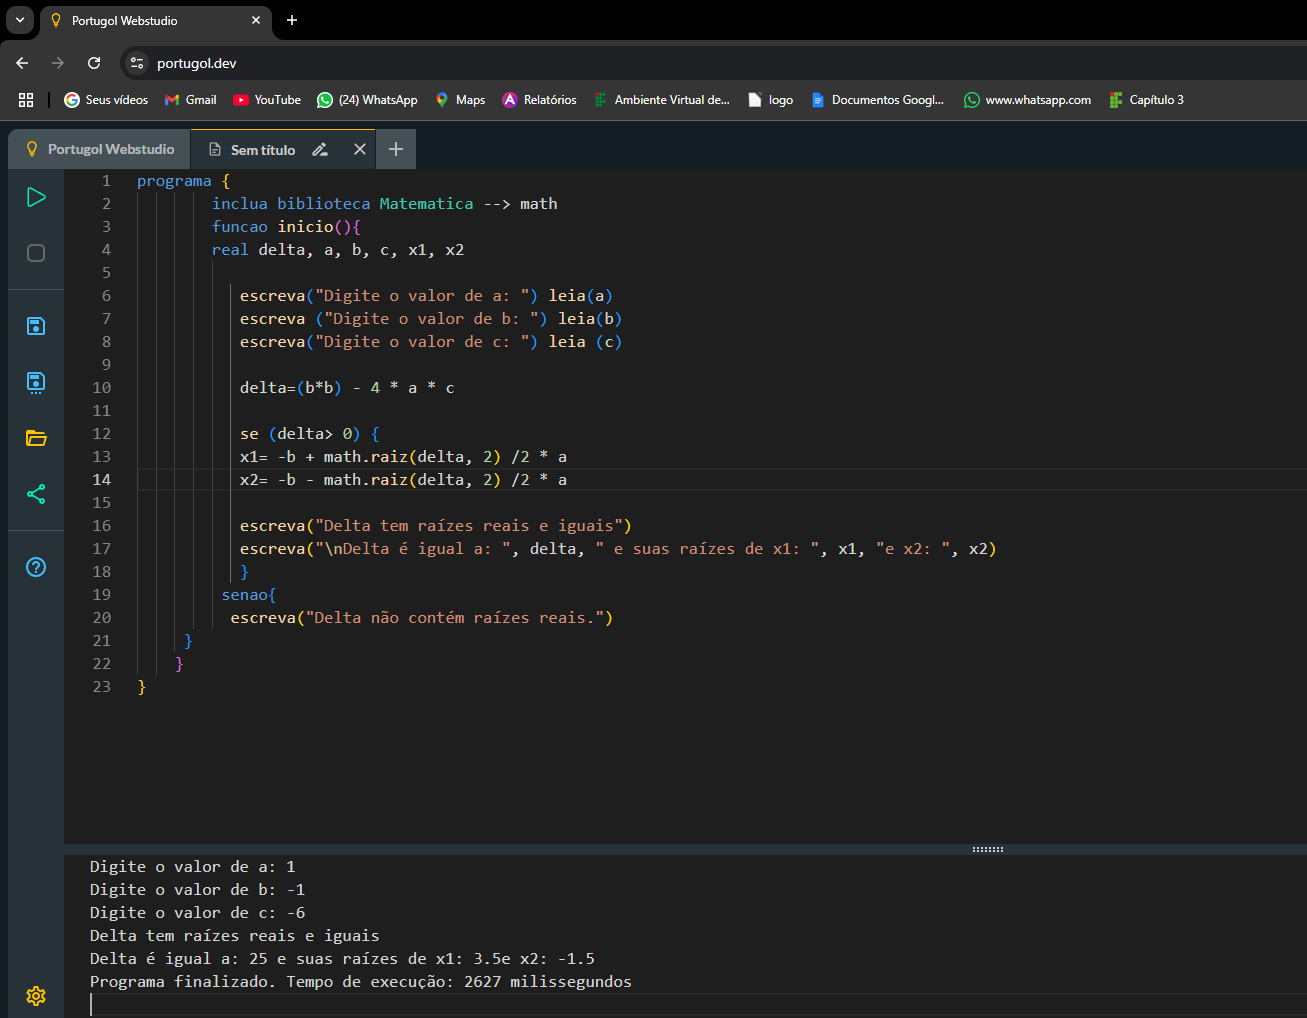 Portugol Webstudio
portugol.dev
Seus vídeos Gmail YouTube (24) WhatsApp Maps Relatórios Ambiente Virtual de... logo Documentos Googl... www.whatsapp.com Capítulo 3
Portugol Webstudio Sem título
1 programa {
2 inclua biblioteca Matematica --> math
3 funcao inicio(){
4 real delta, a, b, c, x1, x2
5
6 escreva("Digite o valor de a: ") leia(a)
7 escreva ("Digite o valor de b: ") leia(b)
8 escreva("Digite o valor de c: ") leia (c)
9
10 delta=(b*b) - 4 * a * c
11
12 se (delta> 0) {
13 x1= -b + math.raiz(delta, 2) /2 * a
14 x2= -b - math.raiz(delta, 2) /2 * a
15
16 escreva("Delta tem raízes reais e iguais")
17 escreva("\nDelta é igual a: ", delta, " e suas raízes de x1: ", x1, "e x2: ", x2)
18 }
19 senao{
20 escreva("Delta não contém raízes reais.")
21 }
22 }
23 }
Digite o valor de a: 1
Digite o valor de b: -1
Digite o valor de c: -6
Delta tem raízes reais e iguais
Delta é igual a: 25 e suas raízes de x1: 3.5e x2: -1.5
Programa finalizado. Tempo de execução: 2627 milissegundos